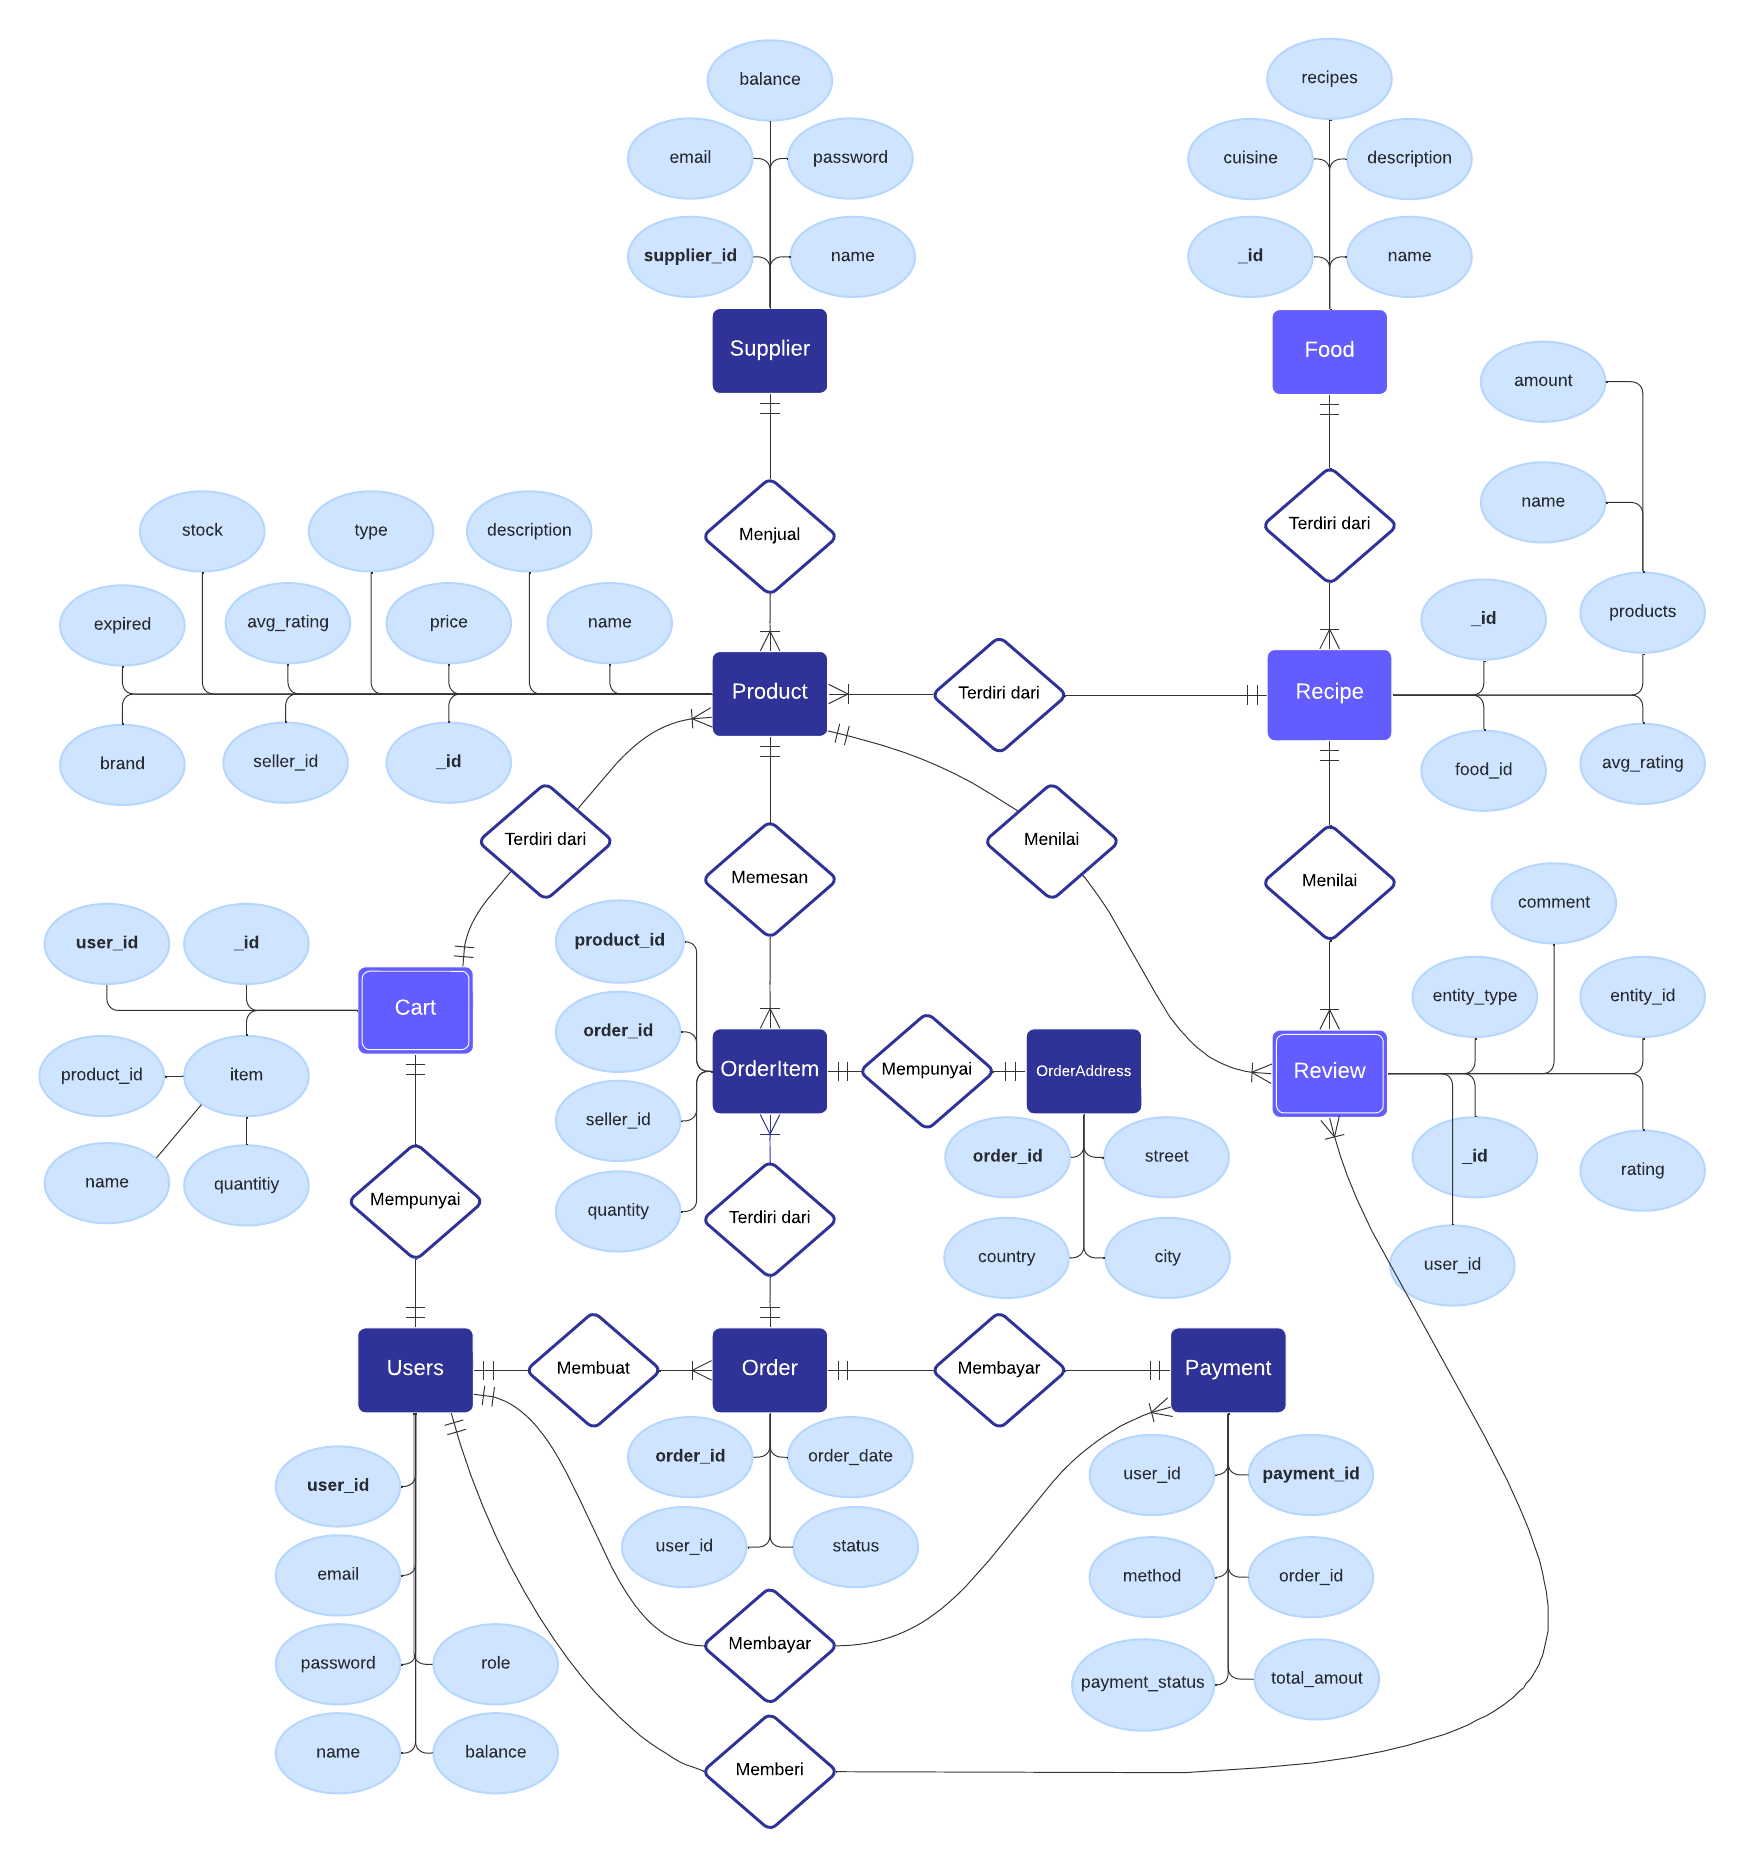 balance
recipes
email
password
cuisine
description
supplier_id
name
_id
name
Supplier
Food
amount
name
Menjual
Terdiri dari
stock
type
description
expired
avg_rating
price
name
_id
products
Product
Terdiri dari
Recipe
brand
seller_id
_id
food_id
avg_rating
Terdiri dari
Memesan
Menilai
Menilai
comment
user_id
_id
product_id
entity_type
entity_id
Cart
order_id
product_id
item
OrderItem
Mempunyai
OrderAddress
Review
seller_id
order_id
street
_id
rating
name
quantitiy
Mempunyai
quantity
Terdiri dari
country
city
user_id
Users
Membuat
Order
Membayar
Payment
order_id
order_date
user_id
payment_id
user_id
email
user_id
status
method
order_id
password
role
Membayar
payment_status
total_amout
name
balance
Memberi